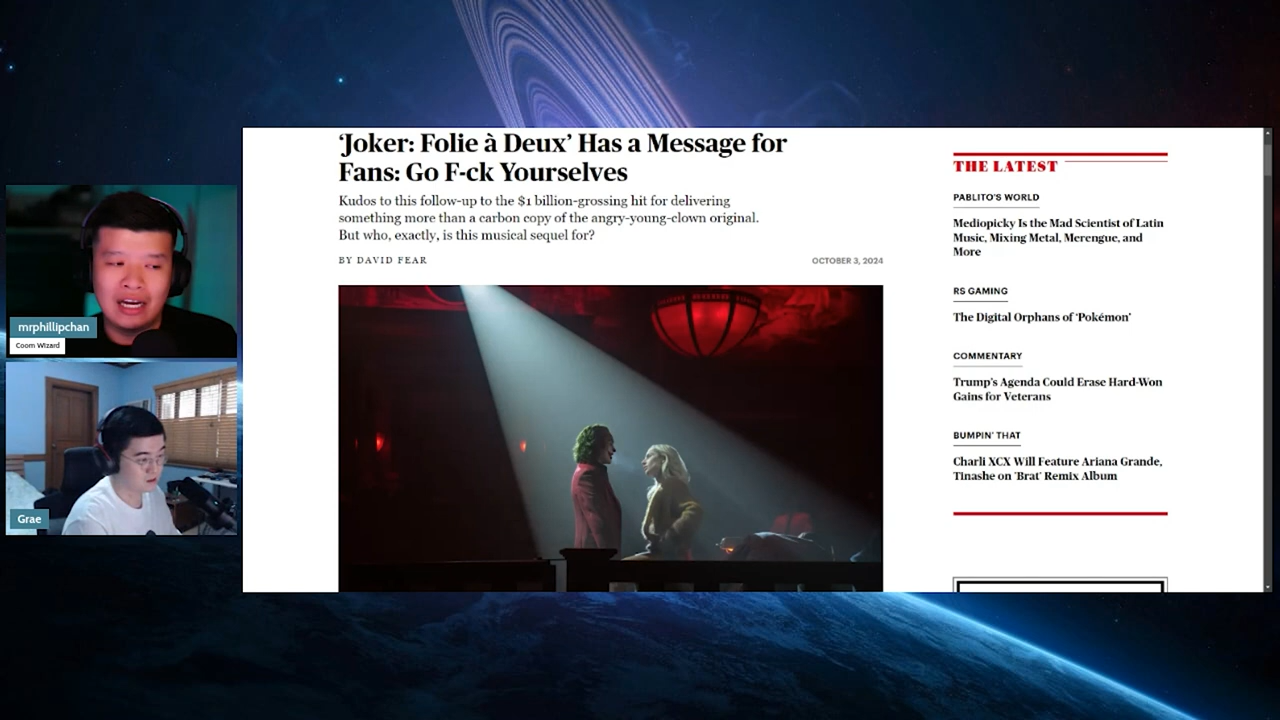 ‘Joker: Folie à Deux’ Has a Message for
Fans: Go F-ck Yourselves
Kudos to this follow-up to the $1 billion-grossing hit for delivering
something more than a carbon copy of the angry-young-clown original.
But who, exactly, is this musical sequel for?
BY DAVID FEAR
OCTOBER 3, 2024
THE LATEST
PABLITO'S WORLD
Mediopicky Is the Mad Scientist of Latin
Music, Mixing Metal, Merengue, and
More
RS GAMING
The Digital Orphans of ‘Pokémon’
COMMENTARY
Trump's Agenda Could Erase Hard-Won
Gains for Veterans
BUMPIN' THAT
Charli XCX Will Feature Ariana Grande,
Tinashe on 'Brat' Remix Album
mrphillipchan
Coom Wizard
Grae